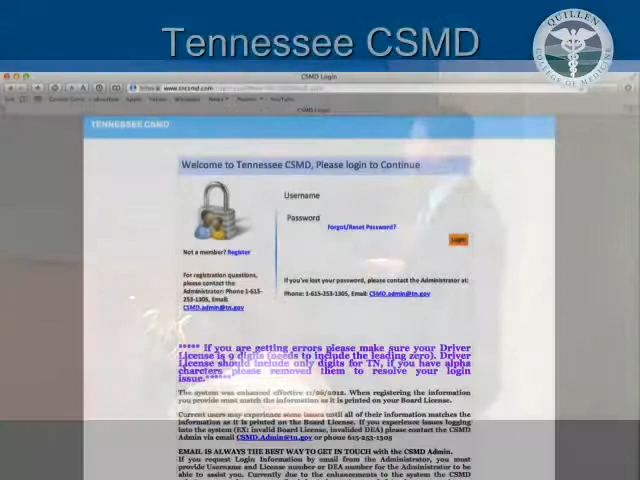 Tennessee CSMD
QUILLEN
COLLEGE OF MEDICINE
CSMD Login
www.tncsmd.com
CSMD Login
TENNESSEE CSMD
Welcome to Tennessee CSMD, Please login to Continue
Username
Password
Forgot/Reset Password?
Login
Not a member? Register
For registration questions,
please contact the
Administrator: Phone 1-615-
253-1305, Email:
CSMD.admin@tn.gov
If you've lost your password, please contact the Administrator at:
Phone: 1-615-253-1305, Email: CSMD.admin@tn.gov
***** If you are getting errors please make sure your Driver
License is 9 digits (needs to include the leading zero). Driver
License should include only digits for TN, if you have alpha
charcters please removed them to resolve your login
issue.******
The system was enhanced effective 11/26/2012. When registering the information
you provide must match the information as it is printed on your Board License.
Current users may experience some issues until all of their information matches the
information as it is printed on the Board License. If you experience issues logging
into the system (EX: invalid Board License, invalided DEA) please contact the CSMD
Admin via email CSMD.Admin@tn.gov or phone 615-253-1305
EMAIL IS ALWAYS THE BEST WAY TO GET IN TOUCH with the CSMD Admin.
If you request Login Information by email from the Administrator, you must
provide Username and License number or DEA number for the Administrator to be
able to assist you. Currently due to the enhancements to the system the CSMD